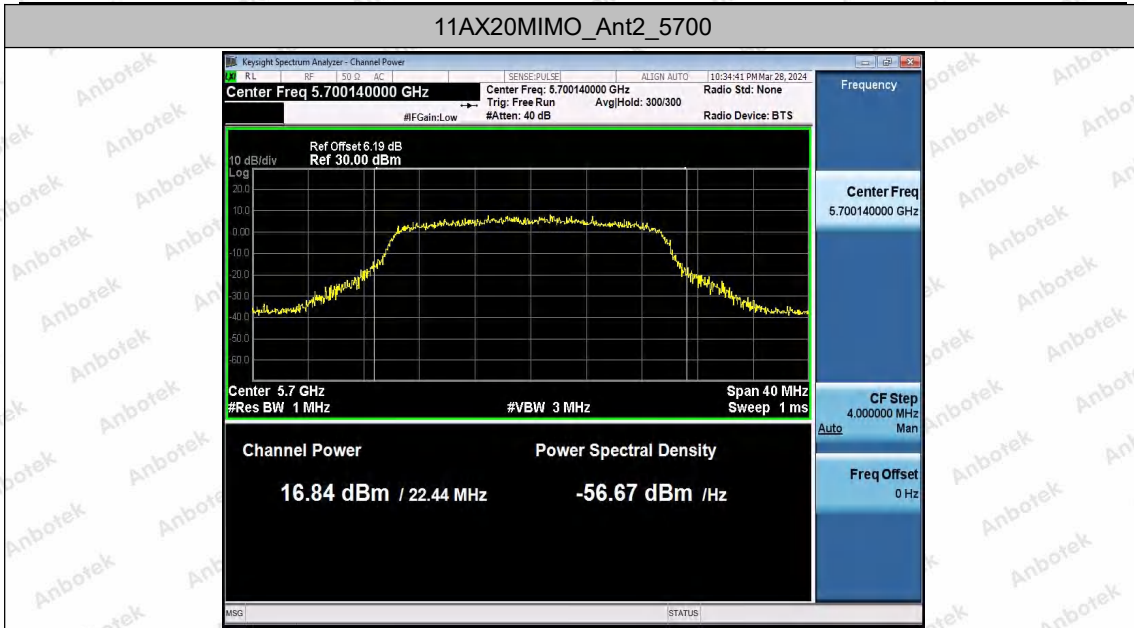 11AX20MIMO_Ant2_5700
Keysight Spectrum Analyzer - Channel Power
LXI RL RF 50 Ω AC SENSE:PULSE ALIGN AUTO 10:34:41 PM Mar 28, 2024
Center Freq 5.700140000 GHz Center Freq: 5.700140000 GHz Radio Std: None
Trig: Free Run Avg|Hold: 300/300
#IFGain:Low #Atten: 40 dB Radio Device: BTS
Ref Offset 6.19 dB
10 dB/div Ref 30.00 dBm
Log
20.0
10.0
0.00
-10.0
-20.0
-30.0
-40.0
-50.0
-60.0
Center 5.7 GHz Span 40 MHz
#Res BW 1 MHz #VBW 3 MHz Sweep 1 ms
Channel Power Power Spectral Density
16.84 dBm / 22.44 MHz -56.67 dBm /Hz
MSG STATUS
Frequency
Center Freq
5.700140000 GHz
CF Step
4.000000 MHz
Auto Man
Freq Offset
0 Hz
Anbotek